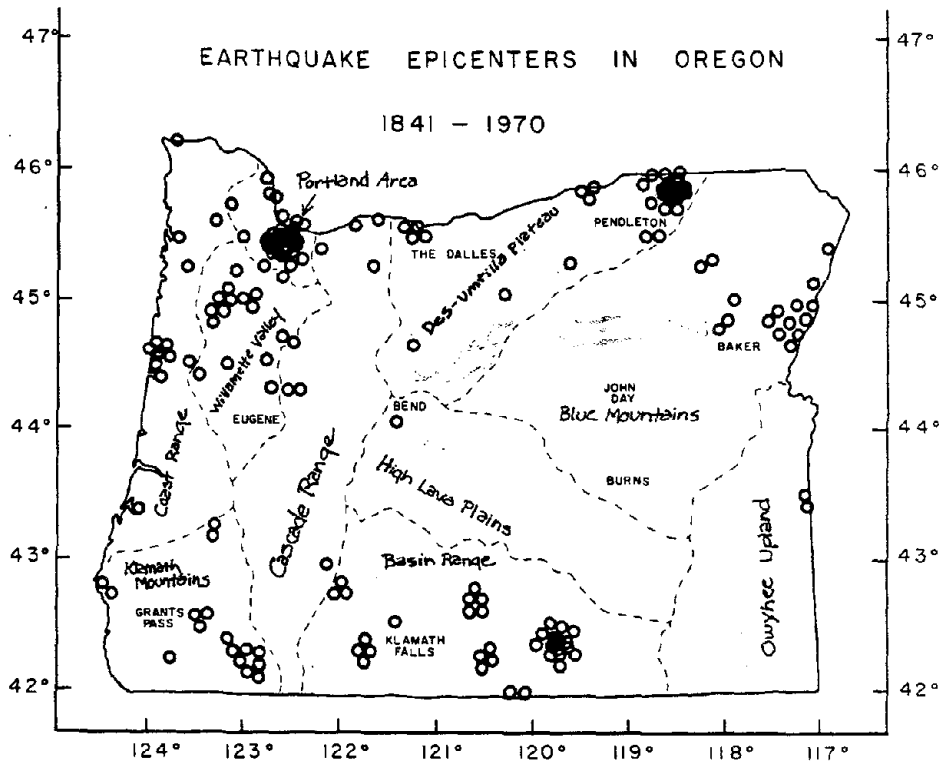 EARTHQUAKE EPICENTERS IN OREGON
1841 – 1970
47°
47°
46°
46°
45°
45°
44°
44°
43°
43°
42°
42°
Portland Area
THE DALLES
PENDLETON
Des-Umtilla Plateau
Willamette Valley
BAKER
EUGENE
BEND
JOHN
DAY
Blue Mountains
Coast Range
Cascade Range
High Lava Plains
BURNS
Klamath
Mountains
Basin Range
Owyhee Upland
GRANTS
PASS
KLAMATH
FALLS
124°
123°
122°
121°
120°
119°
118°
117°